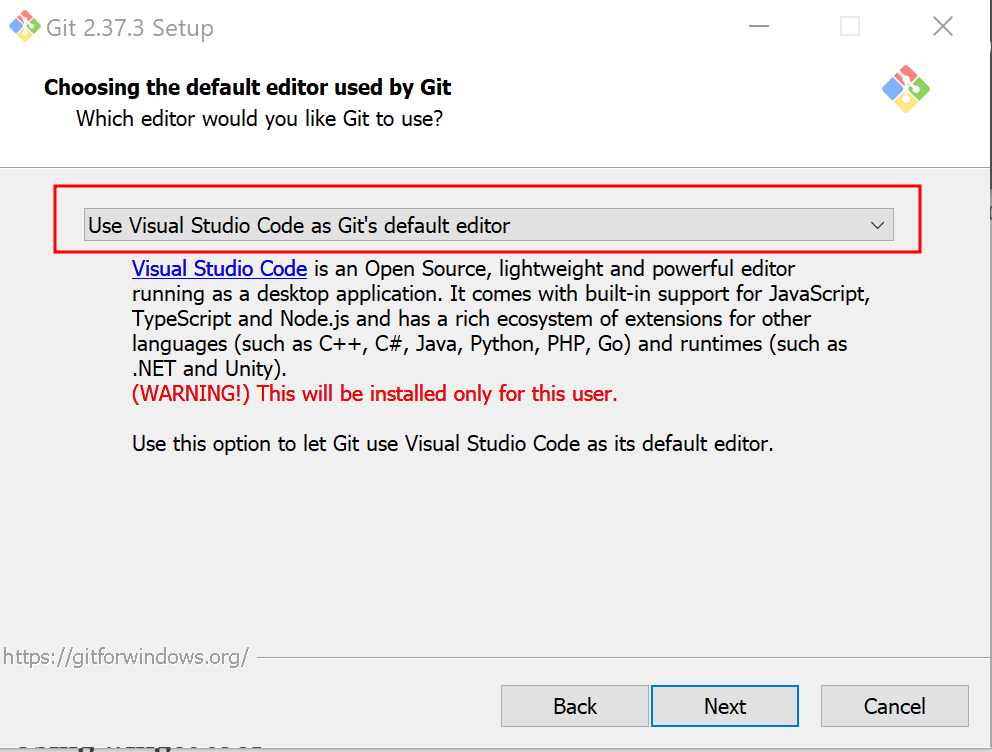 Git 2.37.3 Setup
Choosing the default editor used by Git
Which editor would you like Git to use?
Use Visual Studio Code as Git's default editor
Visual Studio Code is an Open Source, lightweight and powerful editor
running as a desktop application. It comes with built-in support for JavaScript,
TypeScript and Node.js and has a rich ecosystem of extensions for other
languages (such as C++, C#, Java, Python, PHP, Go) and runtimes (such as
.NET and Unity).
(WARNING!) This will be installed only for this user.
Use this option to let Git use Visual Studio Code as its default editor.
https://gitforwindows.org/
Back Next Cancel